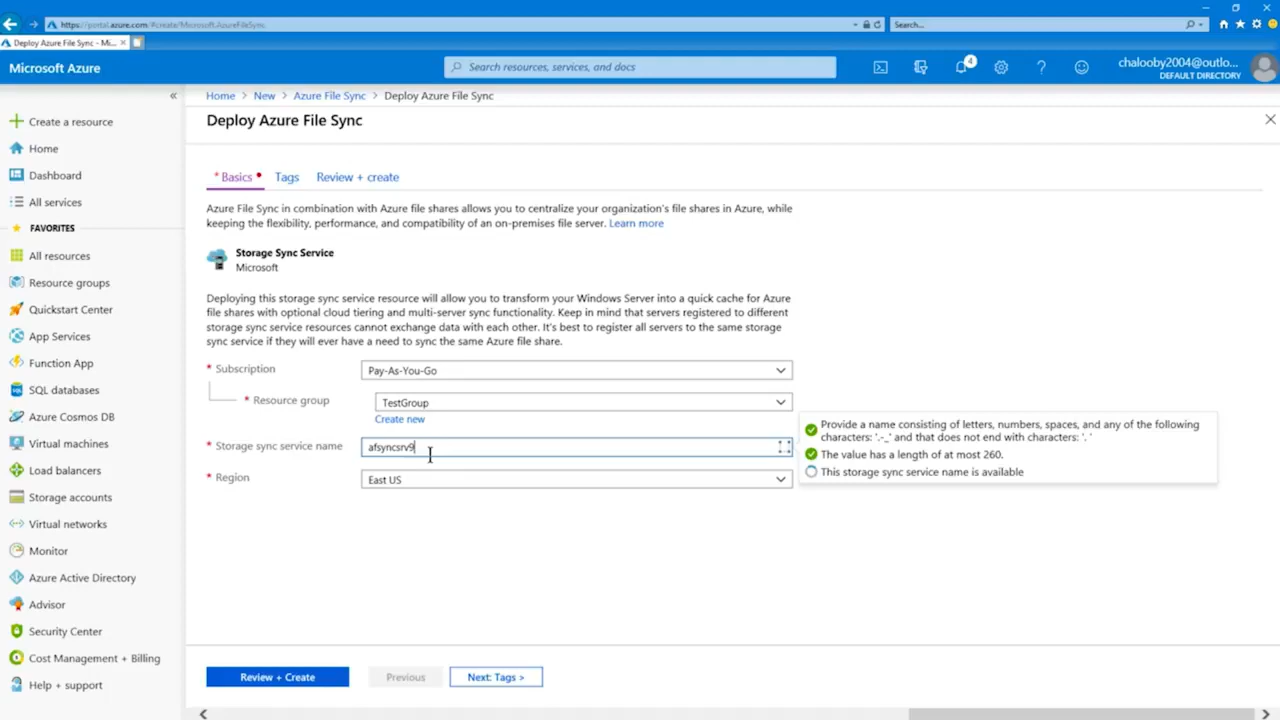 https://portal.azure.com/#create/Microsoft.AzureFileSync
Search...
Deploy Azure File Sync - Mi...
Microsoft Azure
Search resources, services, and docs
4
chalooby2004@outlo...
DEFAULT DIRECTORY
Home > New > Azure File Sync > Deploy Azure File Sync
Deploy Azure File Sync
Create a resource
Home
Dashboard
All services
FAVORITES
All resources
Resource groups
Quickstart Center
App Services
Function App
SQL databases
Azure Cosmos DB
Virtual machines
Load balancers
Storage accounts
Virtual networks
Monitor
Azure Active Directory
Advisor
Security Center
Cost Management + Billing
Help + support
* Basics Tags Review + create
Azure File Sync in combination with Azure file shares allows you to centralize your organization's file shares in Azure, while
keeping the flexibility, performance, and compatibility of an on-premises file server. Learn more
Storage Sync Service
Microsoft
Deploying this storage sync service resource will allow you to transform your Windows Server into a quick cache for Azure
file shares with optional cloud tiering and multi-server sync functionality. Keep in mind that servers registered to different
storage sync service resources cannot exchange data with each other. It's best to register all servers to the same storage
sync service if they will ever have a need to sync the same Azure file share.
* Subscription Pay-As-You-Go
* Resource group TestGroup
Create new
* Storage sync service name afsyncsrv9
* Region East US
Provide a name consisting of letters, numbers, spaces, and any of the following
characters: '.-_' and that does not end with characters: '. '
The value has a length of at most 260.
This storage sync service name is available
Review + Create Previous Next: Tags >